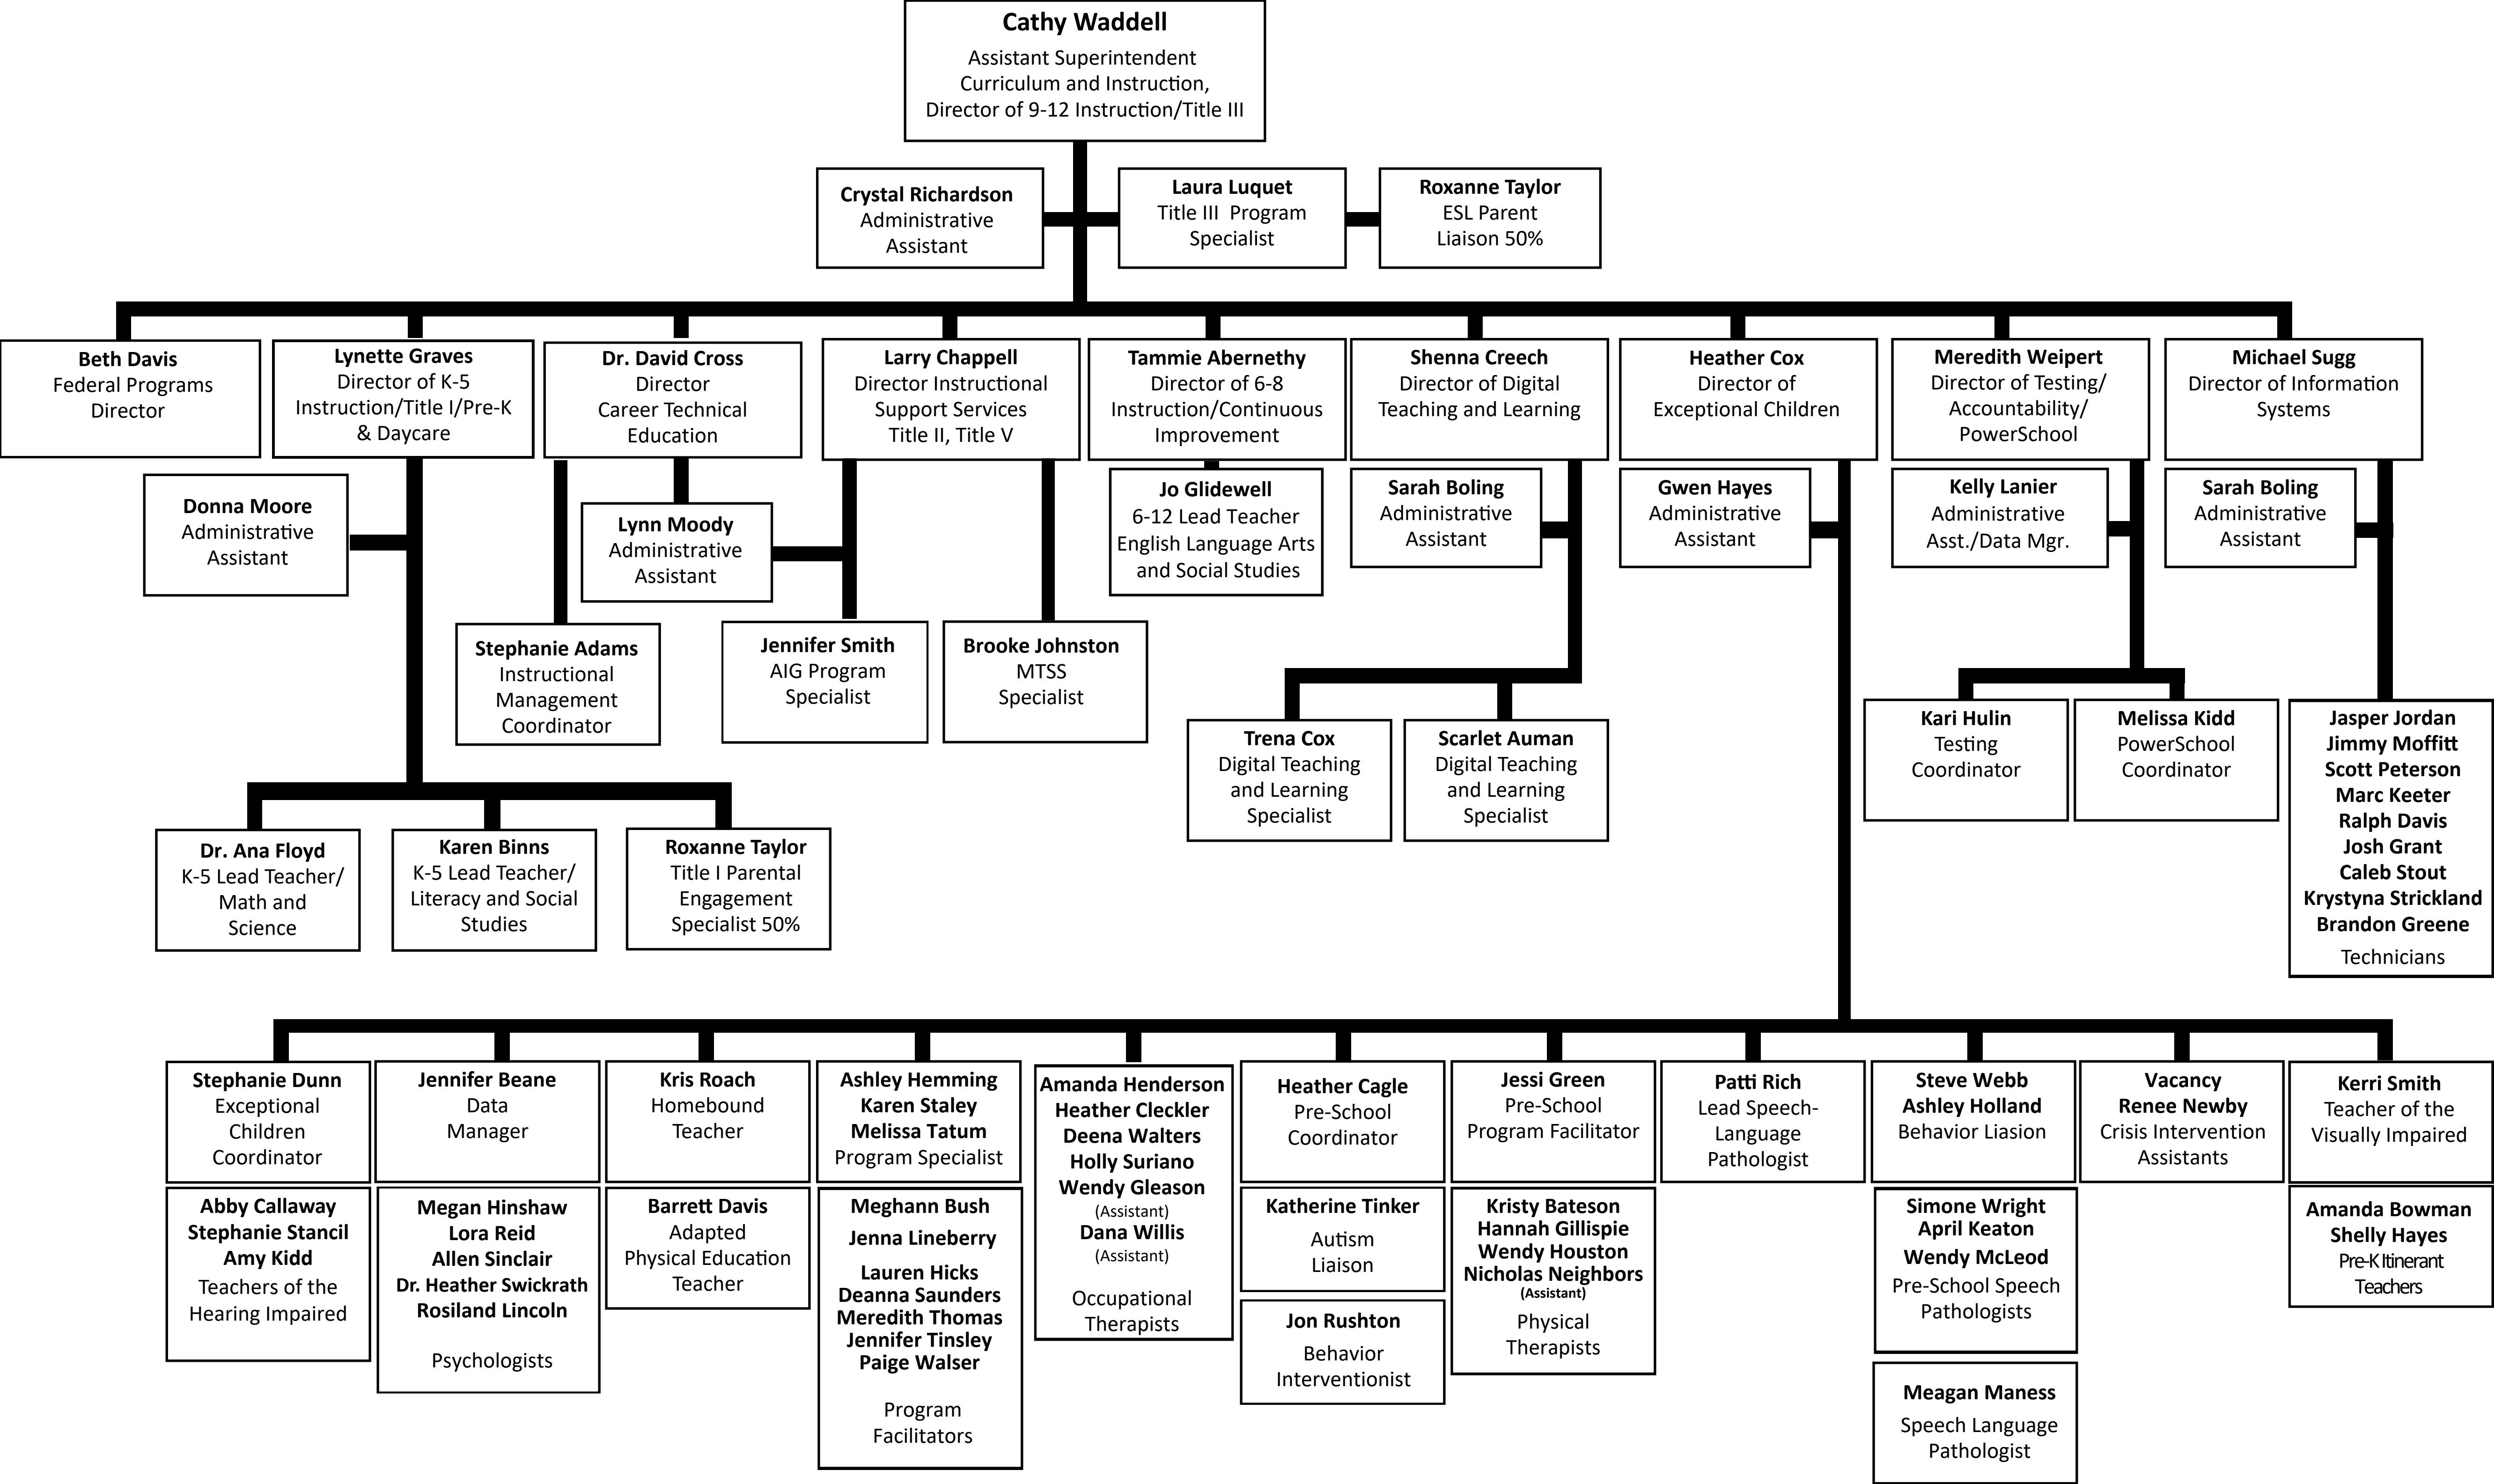 Cathy Waddell
Assistant Superintendent
Curriculum and Instruction,
Director of 9-12 Instruction/Title III
Crystal Richardson
Administrative
Assistant
Laura Luquet
Title III Program
Specialist
Roxanne Taylor
ESL Parent
Liaison 50%
Beth Davis
Federal Programs
Director
Lynette Graves
Director of K-5
Instruction/Title I/Pre-K
& Daycare
Dr. David Cross
Director
Career Technical
Education
Larry Chappell
Director Instructional
Support Services
Title II, Title V
Tammie Abernethy
Director of 6-8
Instruction/Continuous
Improvement
Shenna Creech
Director of Digital
Teaching and Learning
Heather Cox
Director of
Exceptional Children
Meredith Weipert
Director of Testing/
Accountability/
PowerSchool
Michael Sugg
Director of Information
Systems
Donna Moore
Administrative
Assistant
Lynn Moody
Administrative
Assistant
Jo Glidewell
6-12 Lead Teacher
English Language Arts
and Social Studies
Sarah Boling
Administrative
Assistant
Gwen Hayes
Administrative
Assistant
Kelly Lanier
Administrative
Asst./Data Mgr.
Sarah Boling
Administrative
Assistant
Stephanie Adams
Instructional
Management
Coordinator
Jennifer Smith
AIG Program
Specialist
Brooke Johnston
MTSS
Specialist
Trena Cox
Digital Teaching
and Learning
Specialist
Scarlet Auman
Digital Teaching
and Learning
Specialist
Kari Hulin
Testing
Coordinator
Melissa Kidd
PowerSchool
Coordinator
Jasper Jordan
Jimmy Moffitt
Scott Peterson
Marc Keeter
Ralph Davis
Josh Grant
Caleb Stout
Krystyna Strickland
Brandon Greene
Technicians
Dr. Ana Floyd
K-5 Lead Teacher/
Math and
Science
Karen Binns
K-5 Lead Teacher/
Literacy and Social
Studies
Roxanne Taylor
Title I Parental
Engagement
Specialist 50%
Stephanie Dunn
Exceptional
Children
Coordinator
Jennifer Beane
Data
Manager
Kris Roach
Homebound
Teacher
Ashley Hemming
Karen Staley
Melissa Tatum
Program Specialist
Amanda Henderson
Heather Cleckler
Deena Walters
Holly Suriano
Wendy Gleason
(Assistant)
Dana Willis
(Assistant)
Occupational
Therapists
Heather Cagle
Pre-School
Coordinator
Jessi Green
Pre-School
Program Facilitator
Patti Rich
Lead Speech-
Language
Pathologist
Steve Webb
Ashley Holland
Behavior Liasion
Vacancy
Renee Newby
Crisis Intervention
Assistants
Kerri Smith
Teacher of the
Visually Impaired
Abby Callaway
Stephanie Stancil
Amy Kidd
Teachers of the
Hearing Impaired
Megan Hinshaw
Lora Reid
Allen Sinclair
Dr. Heather Swickrath
Rosiland Lincoln
Psychologists
Barrett Davis
Adapted
Physical Education
Teacher
Meghann Bush
Jenna Lineberry
Lauren Hicks
Deanna Saunders
Meredith Thomas
Jennifer Tinsley
Paige Walser
Program
Facilitators
Katherine Tinker
Autism
Liaison
Jon Rushton
Behavior
Interventionist
Kristy Bateson
Hannah Gillispie
Wendy Houston
Nicholas Neighbors
(Assistant)
Physical
Therapists
Simone Wright
April Keaton
Wendy McLeod
Pre-School Speech
Pathologists
Meagan Maness
Speech Language
Pathologist
Amanda Bowman
Shelly Hayes
Pre-K Itinerant
Teachers